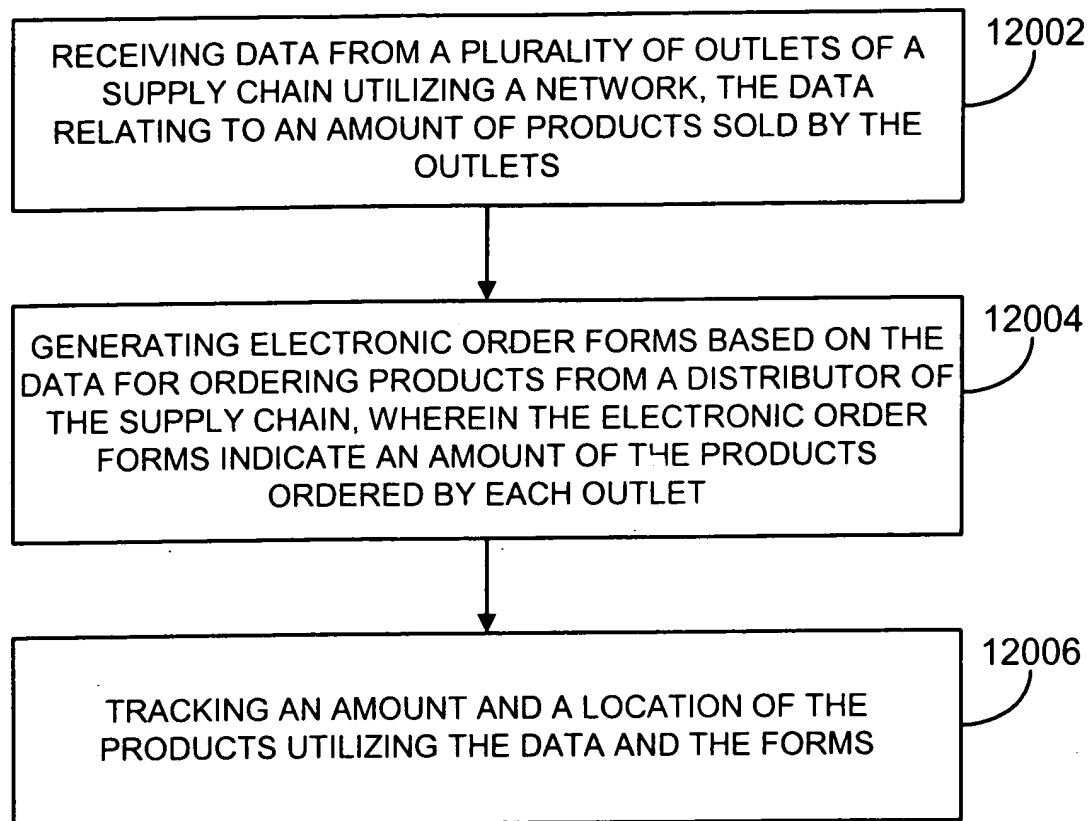 12002
RECEIVING DATA FROM A PLURALITY OF OUTLETS OF A
SUPPLY CHAIN UTILIZING A NETWORK, THE DATA
RELATING TO AN AMOUNT OF PRODUCTS SOLD BY THE
OUTLETS
12004
GENERATING ELECTRONIC ORDER FORMS BASED ON THE
DATA FOR ORDERING PRODUCTS FROM A DISTRIBUTOR OF
THE SUPPLY CHAIN, WHEREIN THE ELECTRONIC ORDER
FORMS INDICATE AN AMOUNT OF THE PRODUCTS
ORDERED BY EACH OUTLET
12006
TRACKING AN AMOUNT AND A LOCATION OF THE
PRODUCTS UTILIZING THE DATA AND THE FORMS